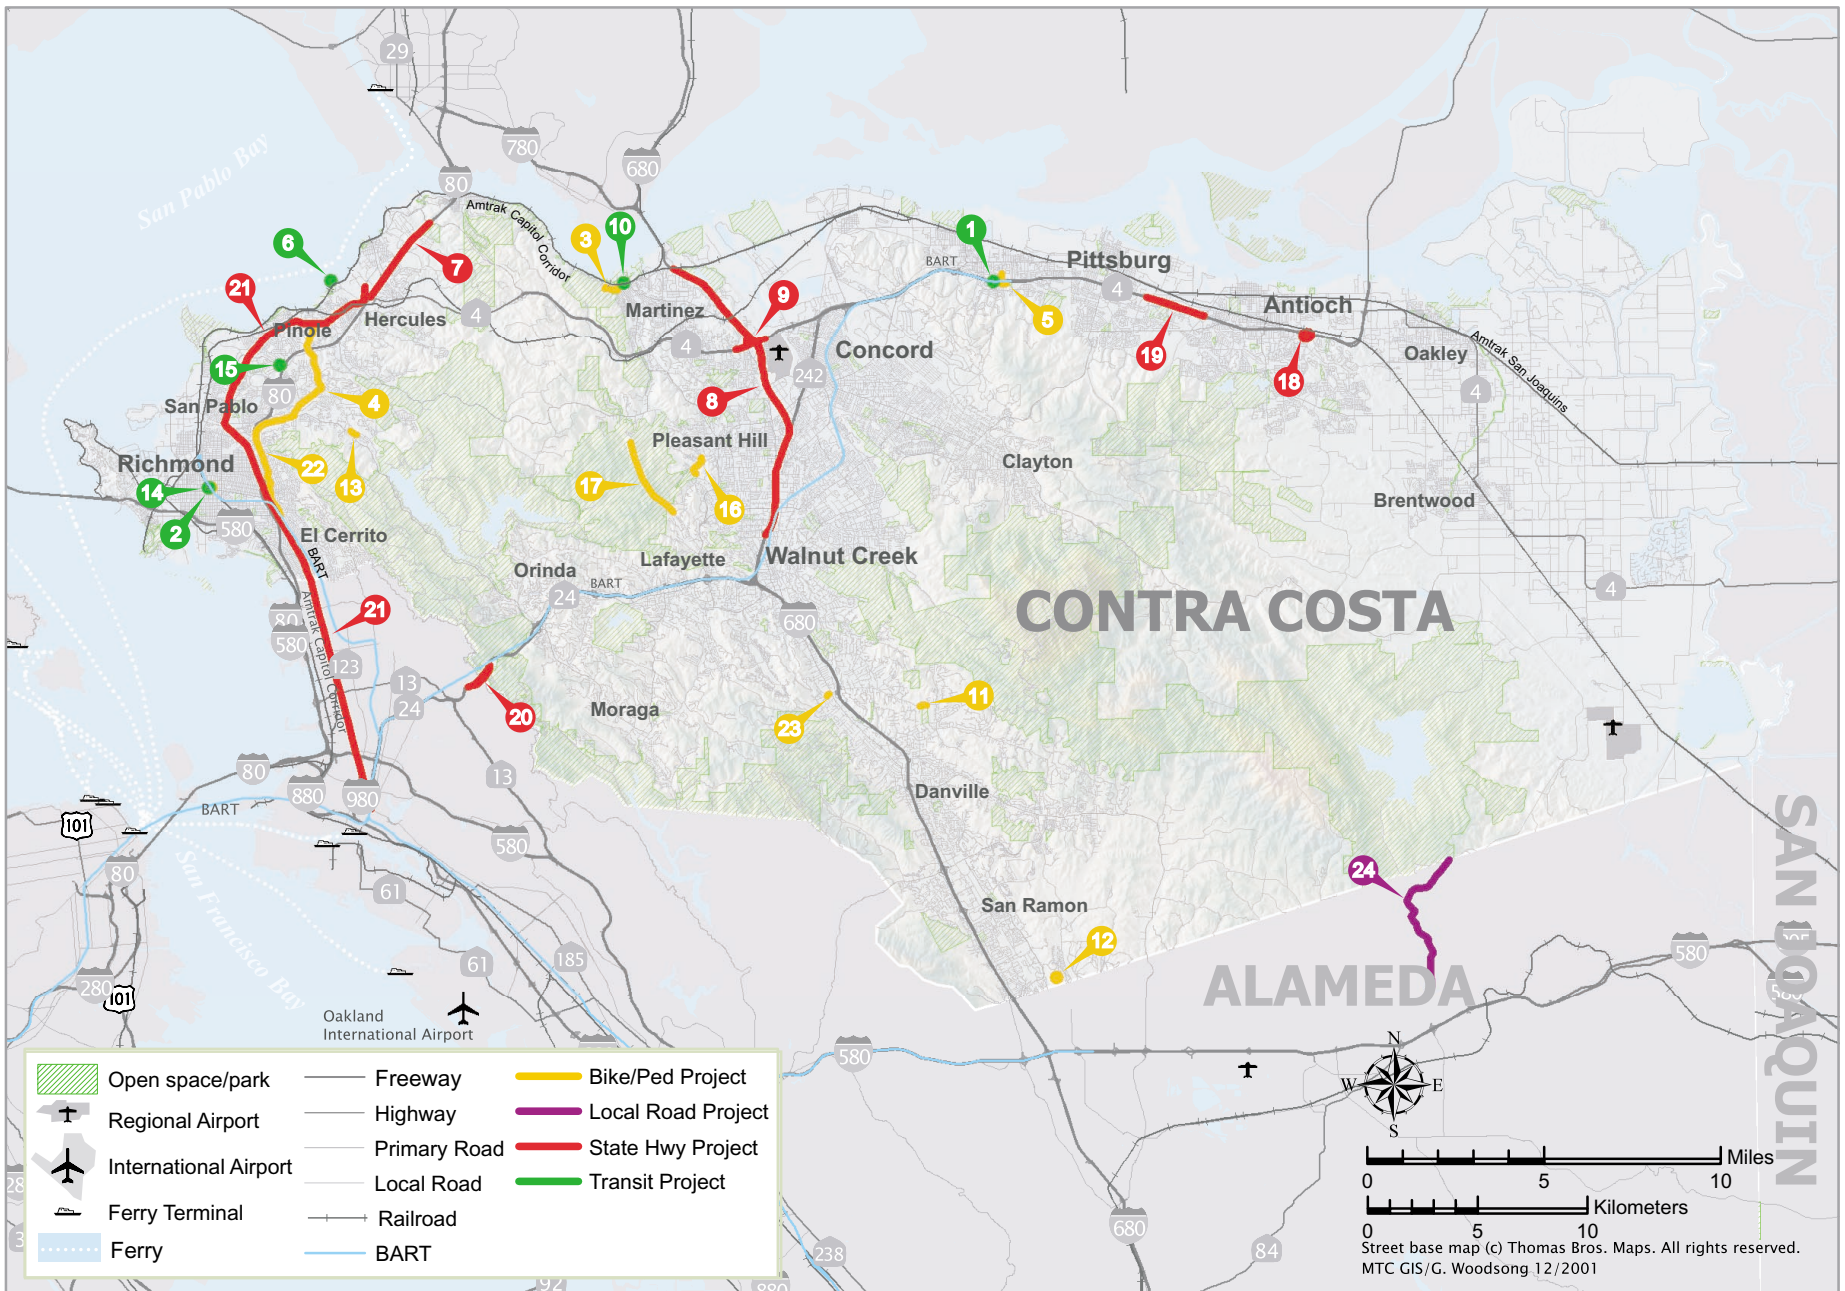 29
780
680
80
San Pablo Bay
Amtrak Capitol Corridor
6
7
3
10
1
BART
Pittsburg
4
21
Pinole
Hercules
4
Martinez
9
5
Antioch
4
Concord
19
18
Oakley
Amtrak San Joaquins
15
80
242
4
San Pablo
4
8
Richmond
22
13
Pleasant Hill
17
16
Clayton
Brentwood
14
2
580
El Cerrito
BART
Lafayette
Walnut Creek
Orinda
BART
24
4
CONTRA COSTA
680
80
580
21
Amtrak Capitol Corridor
123
13
24
20
Moraga
23
11
80
880
980
13
Danville
BART
101
580
80
61
San Francisco Bay
24
San Ramon
12
SAN JOAQUIN
61
185
280
101
ALAMEDA
580
205
580
Oakland
International Airport
580
N
W
E
S
Open space/park
Regional Airport
International Airport
Ferry Terminal
Ferry
Freeway
Highway
Primary Road
Local Road
Railroad
BART
Bike/Ped Project
Local Road Project
State Hwy Project
Transit Project
Miles
0
5
10
Kilometers
0
5
10
680
84
238
92
880
Street base map (c) Thomas Bros. Maps. All rights reserved.
MTC GIS/G. Woodsong 12/2001